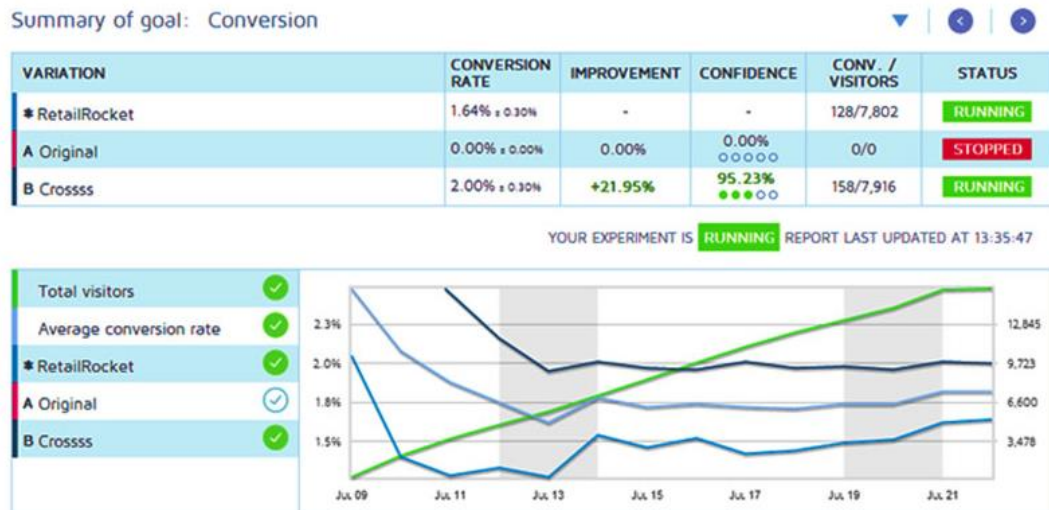 Summary of goal: Conversion
VARIATION CONVERSION RATE IMPROVEMENT CONFIDENCE CONV. / VISITORS STATUS
* RetailRocket 1.64% ± 0.30% - - 128/7,802 RUNNING
A Original 0.00% ± 0.00% 0.00% 0.00% 0/0 STOPPED
B Crossss 2.00% ± 0.30% +21.95% 95.23% 158/7,916 RUNNING
YOUR EXPERIMENT IS RUNNING REPORT LAST UPDATED AT 13:35:47
Total visitors
Average conversion rate
* RetailRocket
A Original
B Crossss
2.3% 12,845
2.0% 9,723
1.8% 6,600
1.5% 3,478
JUL 09 JUL 11 JUL 13 JUL 15 JUL 17 JUL 19 JUL 21